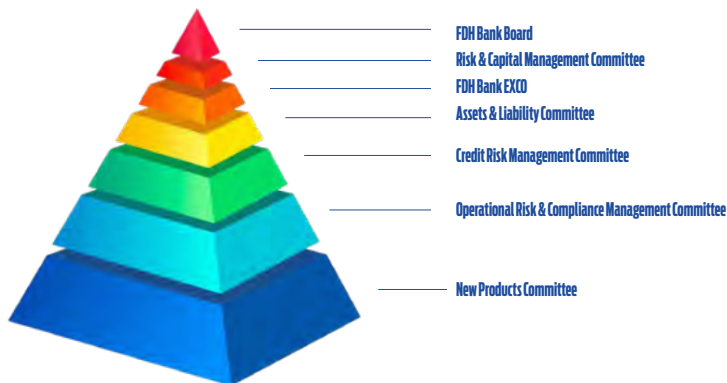 FDH Bank Board
Risk & Capital Management Committee
FDH Bank EXCO
Assets & Liability Committee
Credit Risk Management Committee
Operational Risk & Compliance Management Committee
New Products Committee